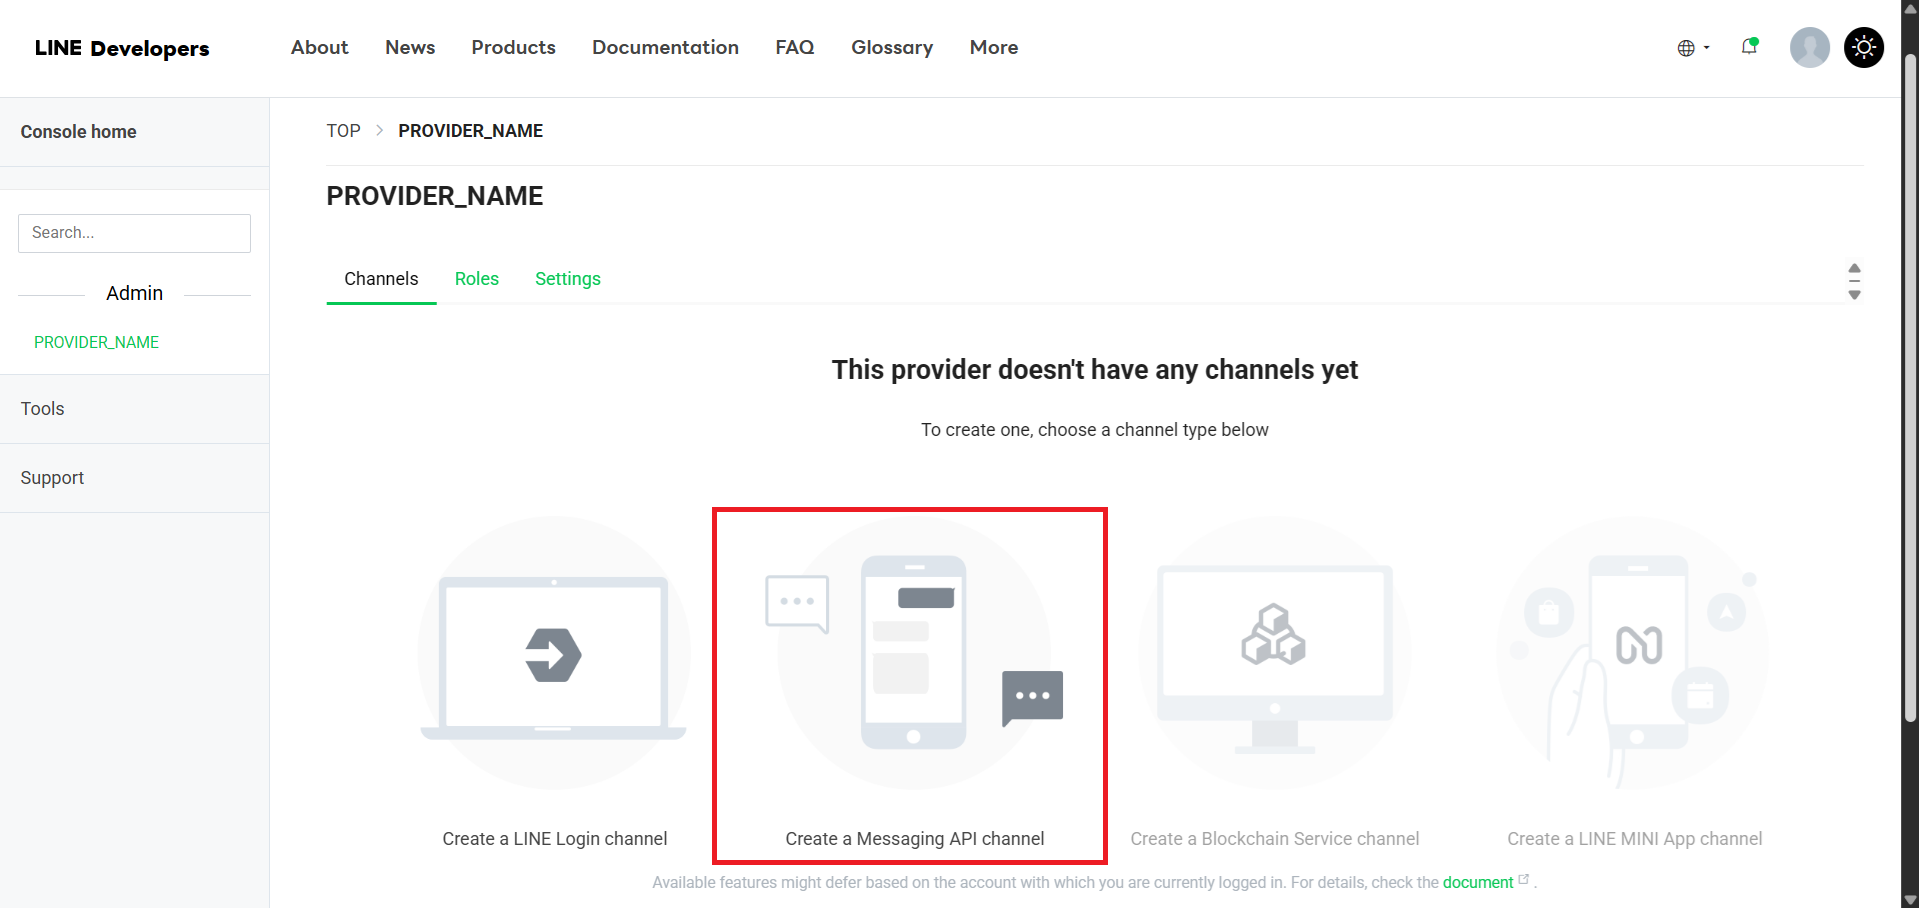 LINE Developers
About News Products Documentation FAQ Glossary More
Console home
Search...
Admin
PROVIDER_NAME
Tools
Support
TOP > PROVIDER_NAME
PROVIDER_NAME
Channels Roles Settings
This provider doesn't have any channels yet
To create one, choose a channel type below
Create a LINE Login channel
Create a Messaging API channel
Create a Blockchain Service channel
Create a LINE MINI App channel
Available features might defer based on the account with which you are currently logged in. For details, check the document .